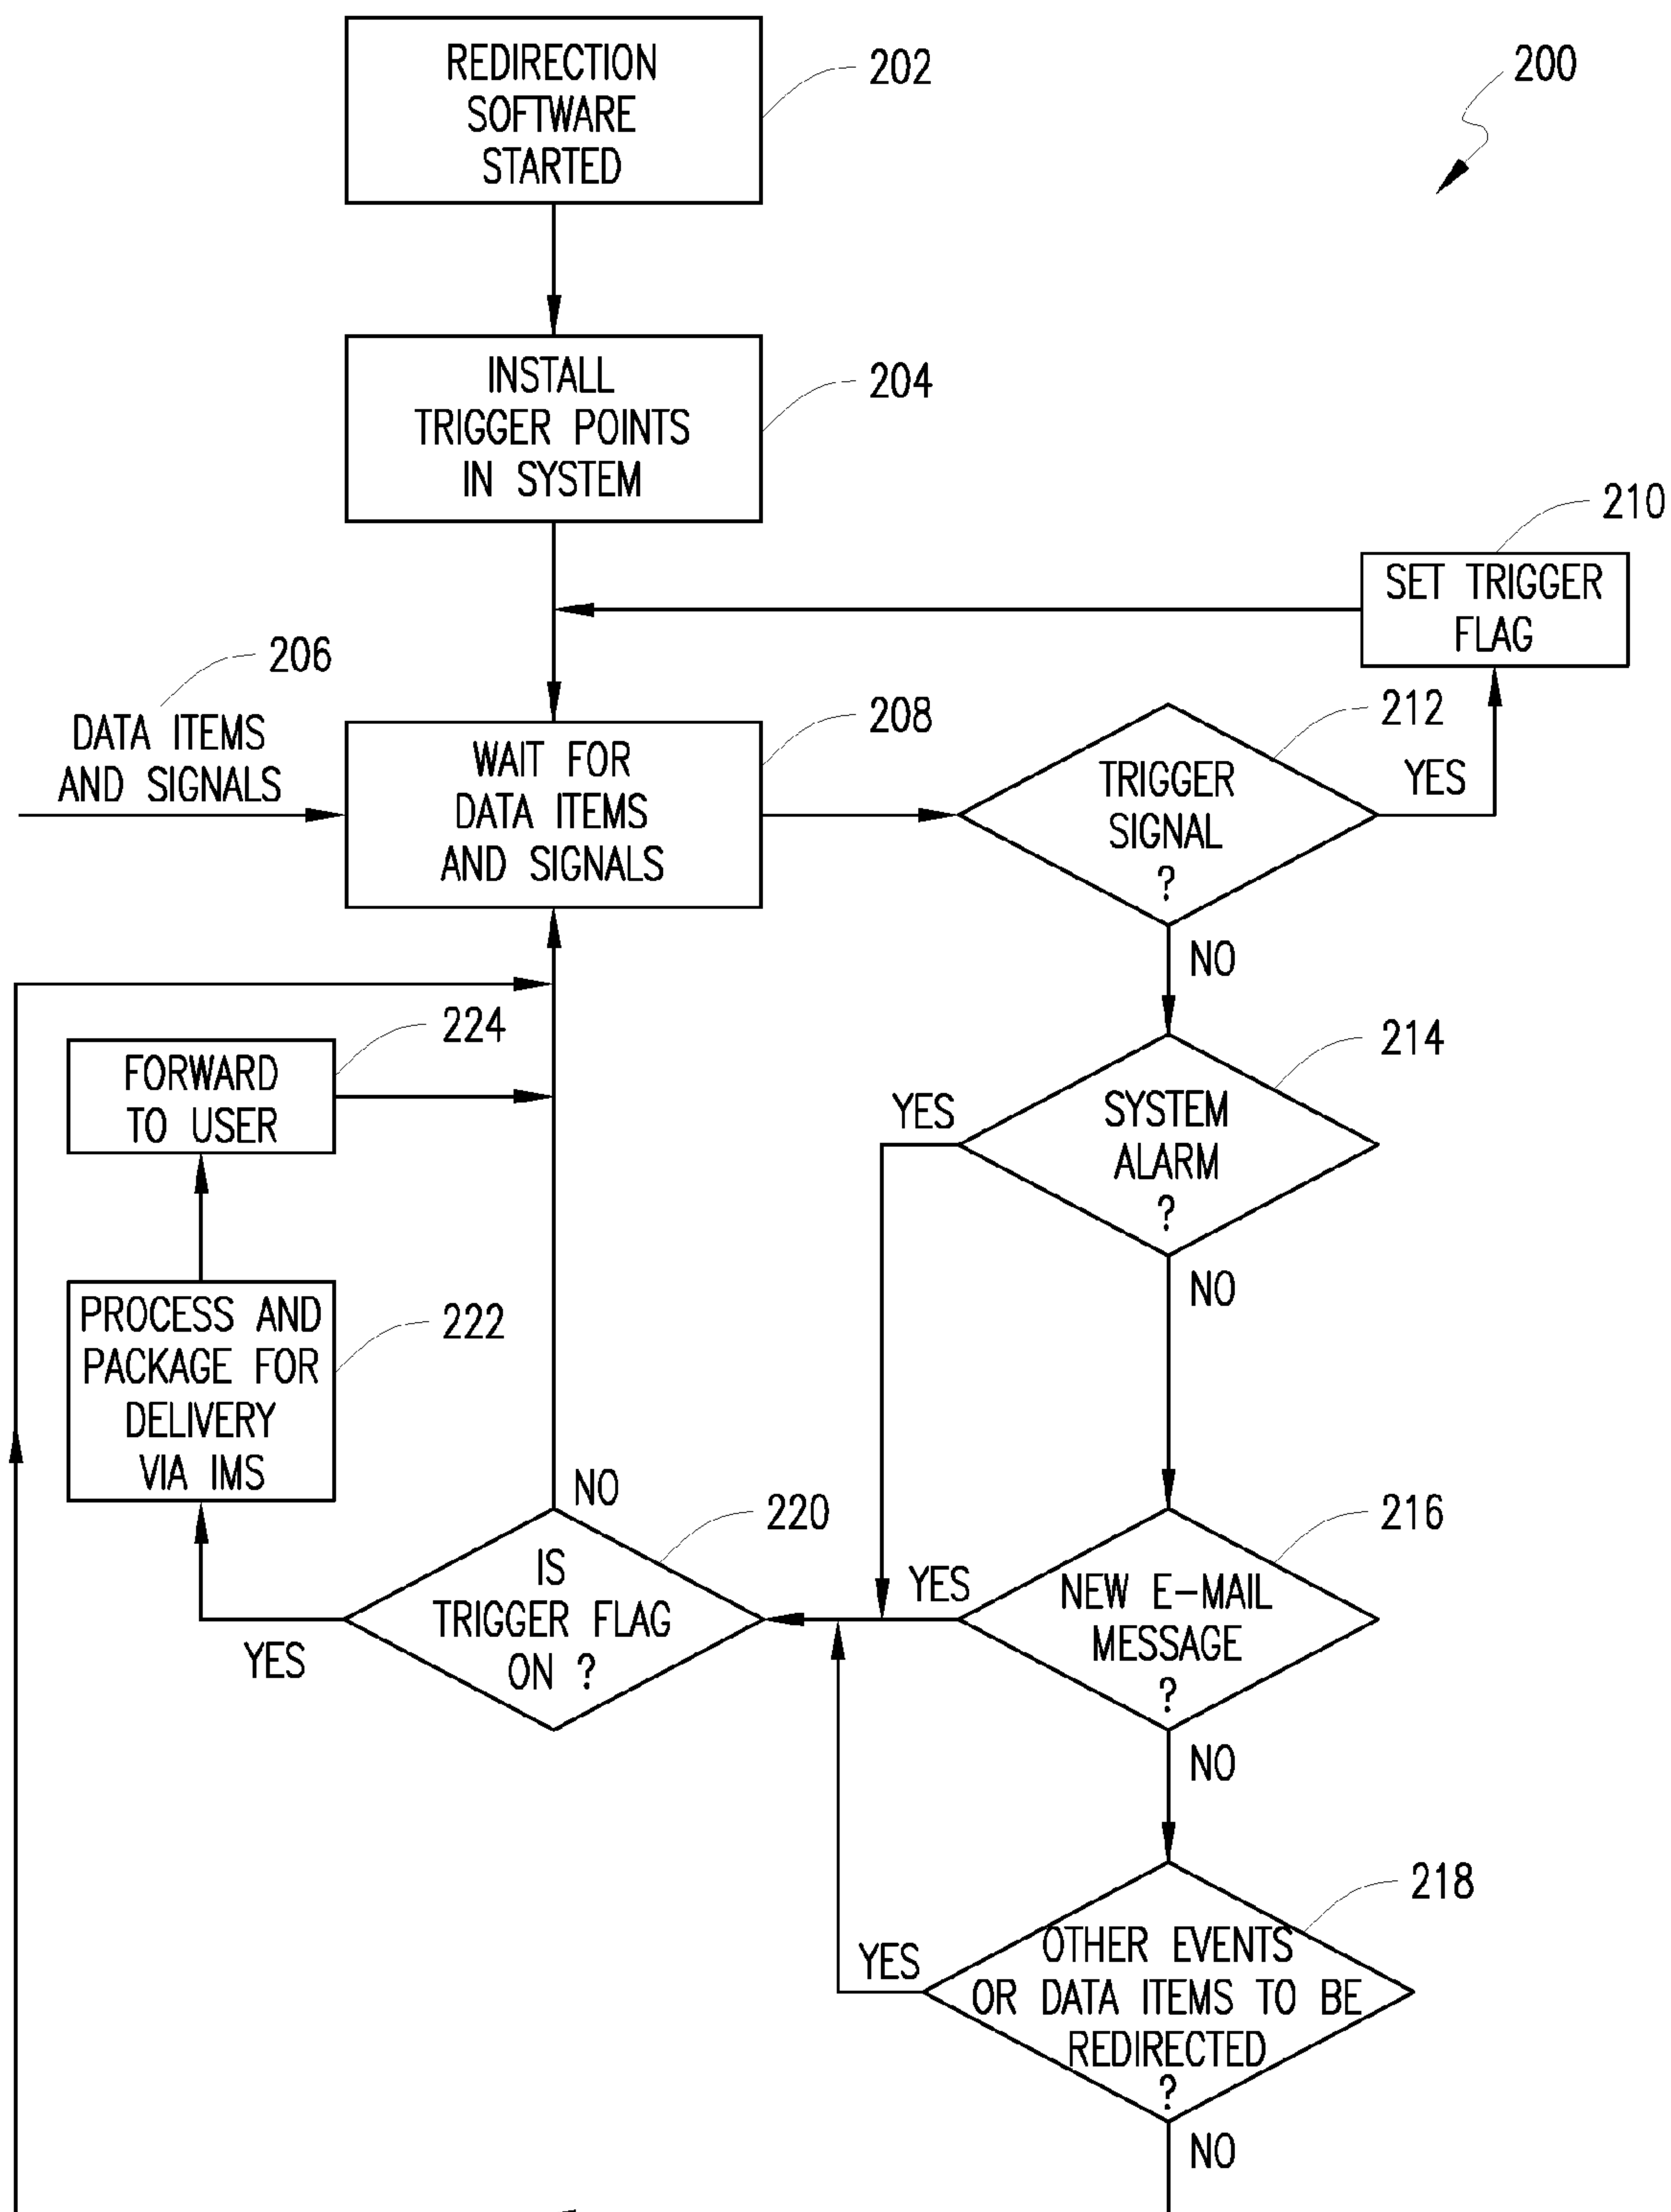 REDIRECTION
SOFTWARE
STARTED
202
200
INSTALL
TRIGGER POINTS
IN SYSTEM
204
210
SET TRIGGER
FLAG
206
DATA ITEMS
AND SIGNALS
WAIT FOR
DATA ITEMS
AND SIGNALS
208
212
TRIGGER
SIGNAL
?
YES
NO
224
FORWARD
TO USER
214
SYSTEM
ALARM
?
YES
NO
PROCESS AND
PACKAGE FOR
DELIVERY
VIA IMS
222
NO
220
IS
TRIGGER FLAG
ON ?
YES
216
YES
NEW E-MAIL
MESSAGE
?
NO
218
OTHER EVENTS
OR DATA ITEMS TO BE
REDIRECTED
?
YES
NO